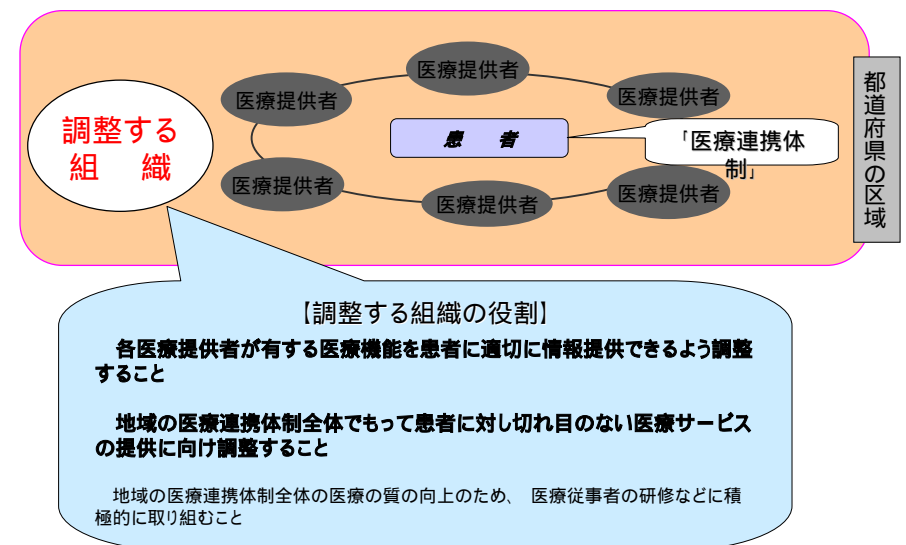 医療提供者
医療提供者
医療提供者
調整する
組　織
患　者
「医療連携体
制」
医療提供者
医療提供者
医療提供者
都道府県の区域
【調整する組織の役割】
各医療提供者が有する医療機能を患者に適切に情報提供できるよう調整
すること
地域の医療連携体制全体でもって患者に対し切れ目のない医療サービス
の提供に向け調整すること
地域の医療連携体制全体の医療の質の向上のため、　医療従事者の研修などに積
極的に取り組むこと